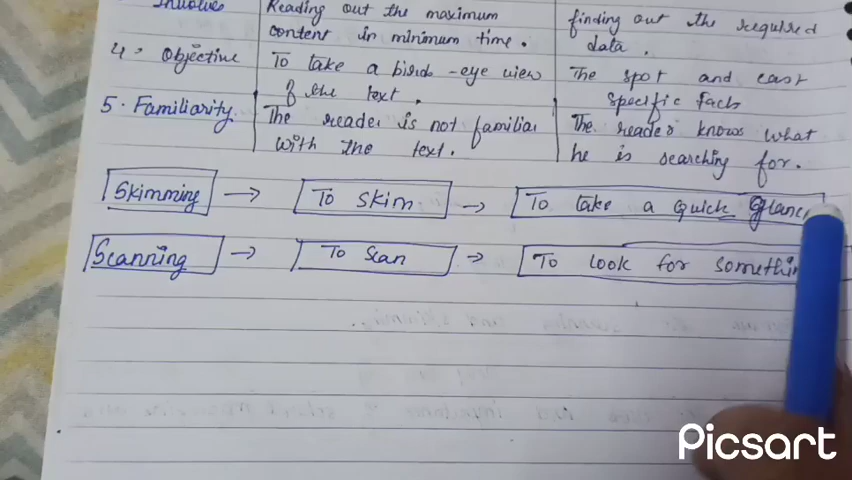 Involves
Reading out the maximum
content in minimum time.
finding out the required
data.
4. Objective
To take a birds-eye view
of the text.
The spot and cast
specific facts
5. Familiarity.
The reader is not familiar
with the text.
The reader knows what
he is searching for.
Skimming → To Skim → To take a quick glance
Scanning → To Scan → To look for somethin
Picsart